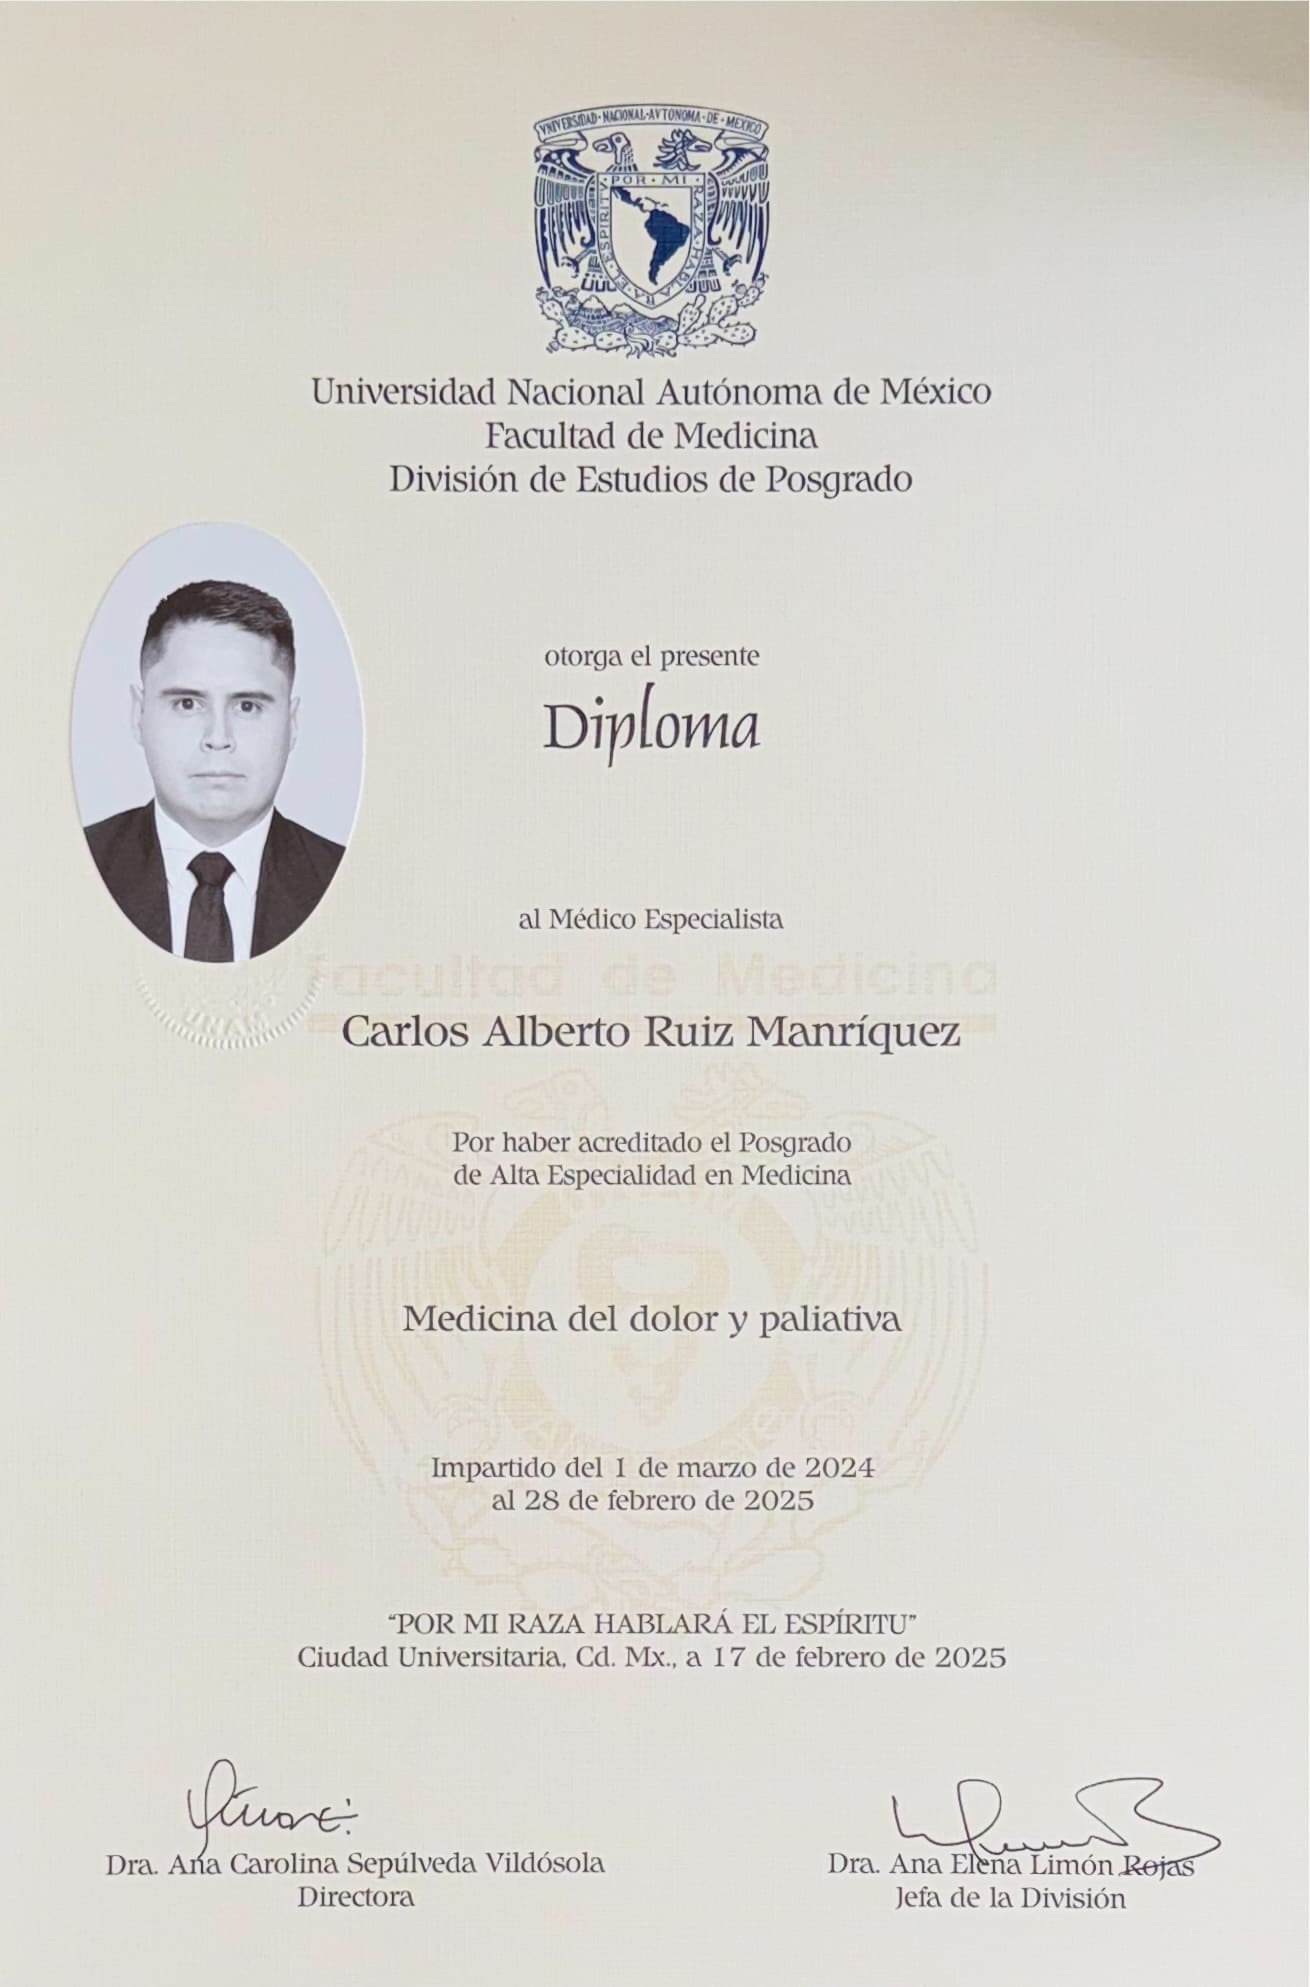 VNIVERSIDAD·NACIONAL·AVTONOMA·DE·MEXICO
POR·MI·RAZA·HABLARA·EL·ESPIRITV
Universidad Nacional Autónoma de México
Facultad de Medicina
División de Estudios de Posgrado
otorga el presente
Diploma
al Médico Especialista
Facultad de Medicina
UNAM
Carlos Alberto Ruiz Manríquez
Por haber acreditado el Posgrado
de Alta Especialidad en Medicina
Medicina del dolor y paliativa
Impartido del 1 de marzo de 2024
al 28 de febrero de 2025
“POR MI RAZA HABLARÁ EL ESPÍRITU”
Ciudad Universitaria, Cd. Mx., a 17 de febrero de 2025
Dra. Ana Carolina Sepúlveda Vildósola
Directora
Dra. Ana Elena Limón Rojas
Jefa de la División